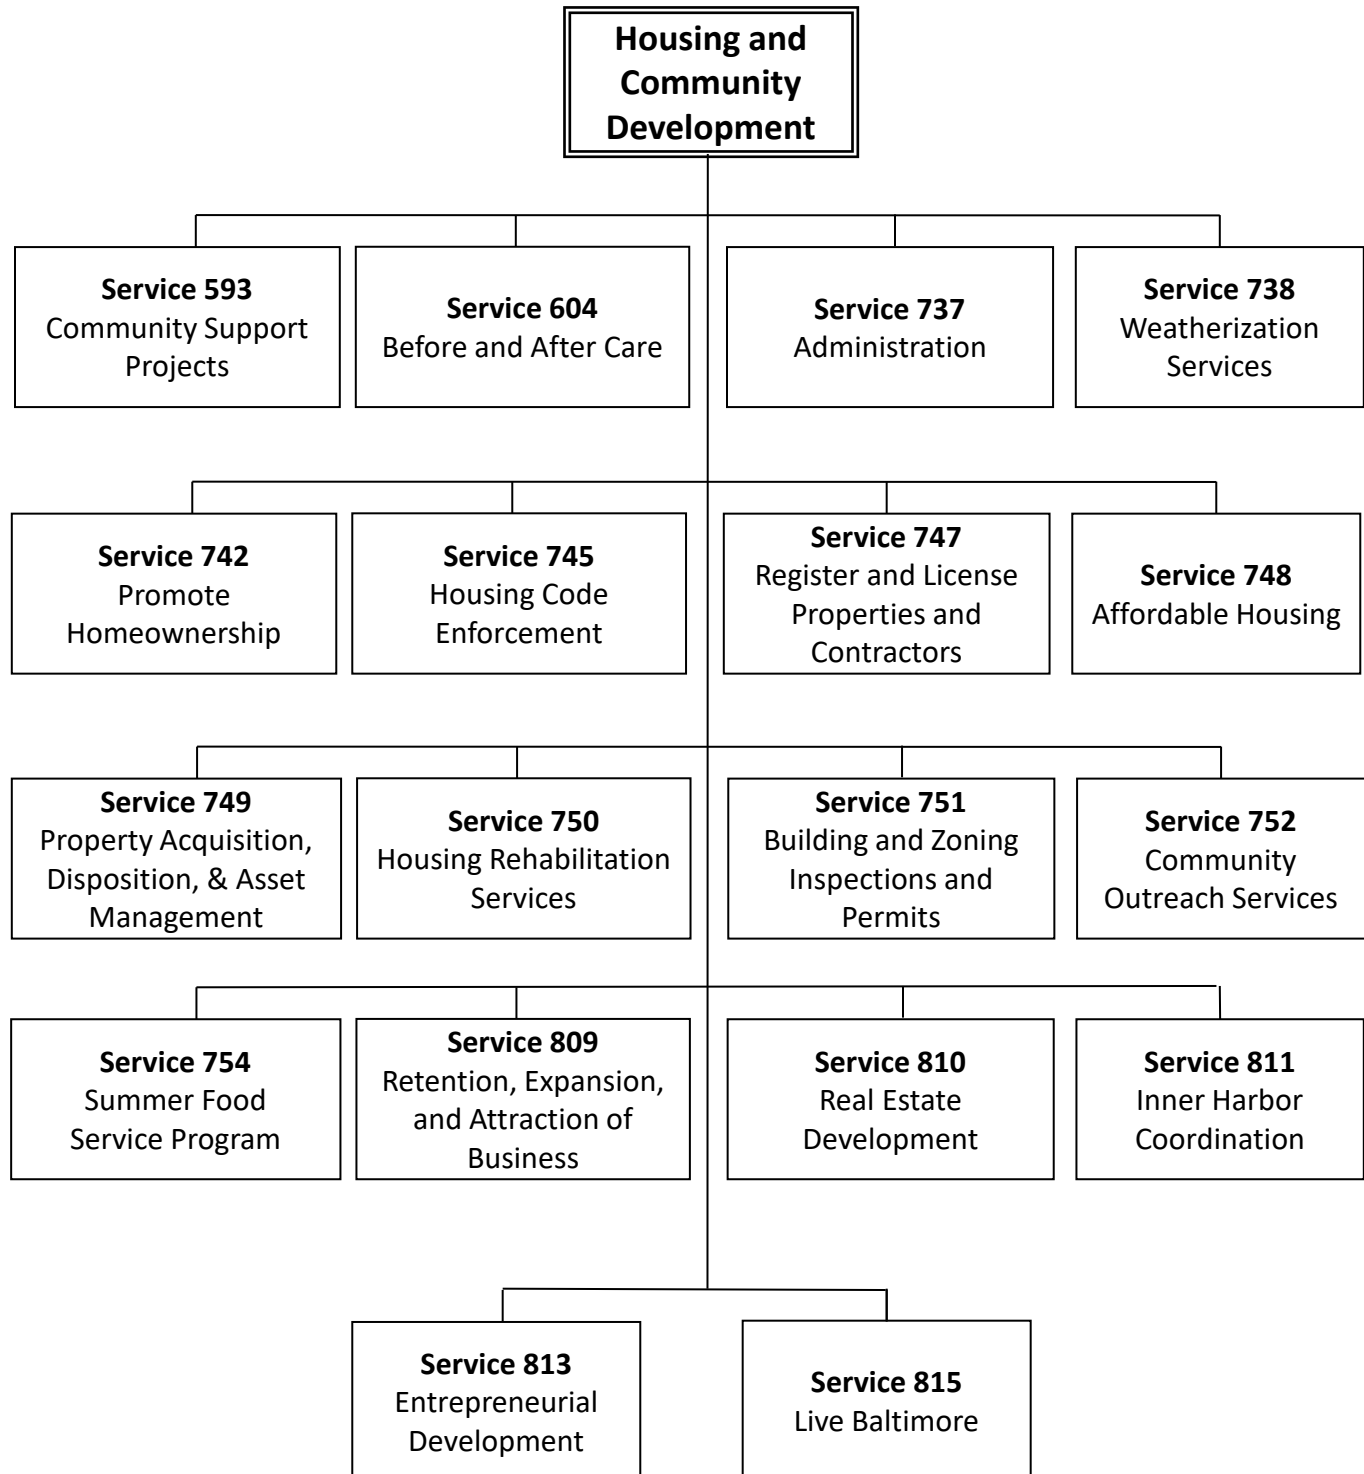 Housing and
Community
Development
Service 593
Community Support
Projects
Service 604
Before and After Care
Service 737
Administration
Service 738
Weatherization
Services
Service 742
Promote
Homeownership
Service 745
Housing Code
Enforcement
Service 747
Register and License
Properties and
Contractors
Service 748
Affordable Housing
Service 749
Property Acquisition,
Disposition, & Asset
Management
Service 750
Housing Rehabilitation
Services
Service 751
Building and Zoning
Inspections and
Permits
Service 752
Community
Outreach Services
Service 754
Summer Food
Service Program
Service 809
Retention, Expansion,
and Attraction of
Business
Service 810
Real Estate
Development
Service 811
Inner Harbor
Coordination
Service 813
Entrepreneurial
Development
Service 815
Live Baltimore